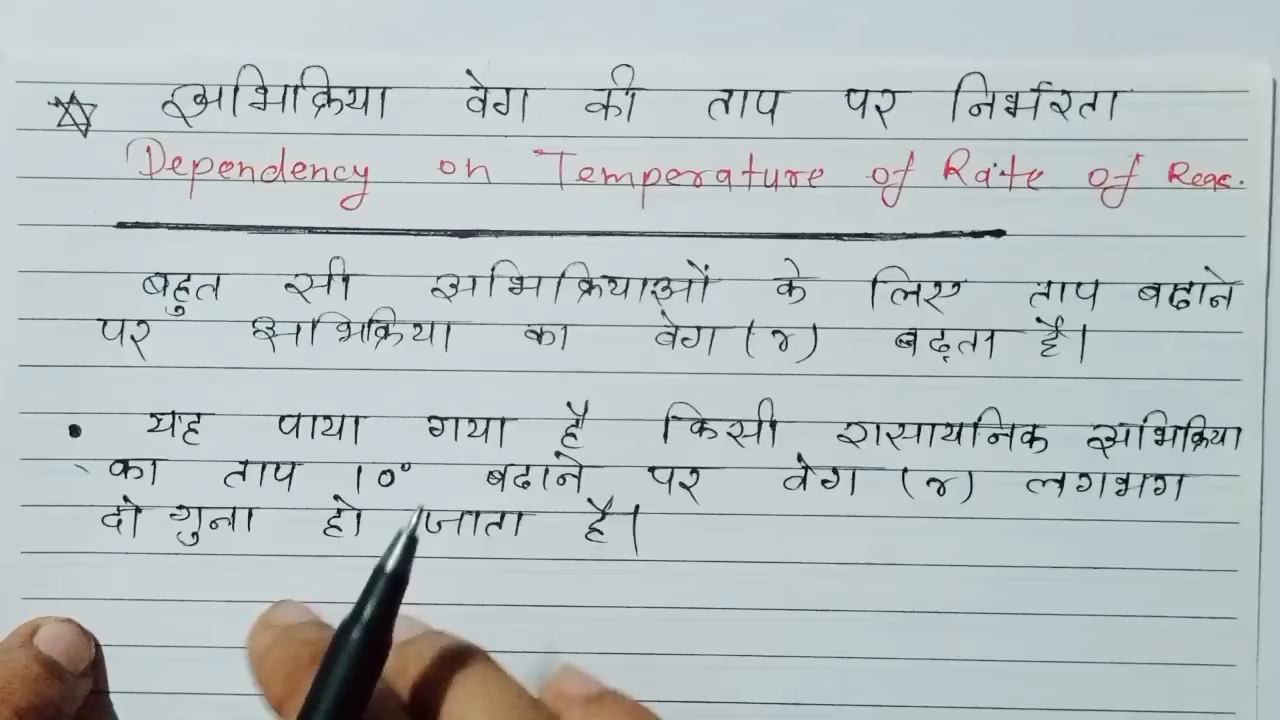 ☆ अभिक्रिया वेग की ताप पर निर्भरता
Dependency on Temperature of Rate of Reac.
बहुत सी अभिक्रियाओं के लिए ताप बढाने
पर अभिक्रिया का वेग (r) बढ़ता है।
• यह पाया गया है किसी रासायनिक अभिक्रिया
का ताप 10° बढाने पर वेग (r) लगभग
दो गुना हो जाता है।